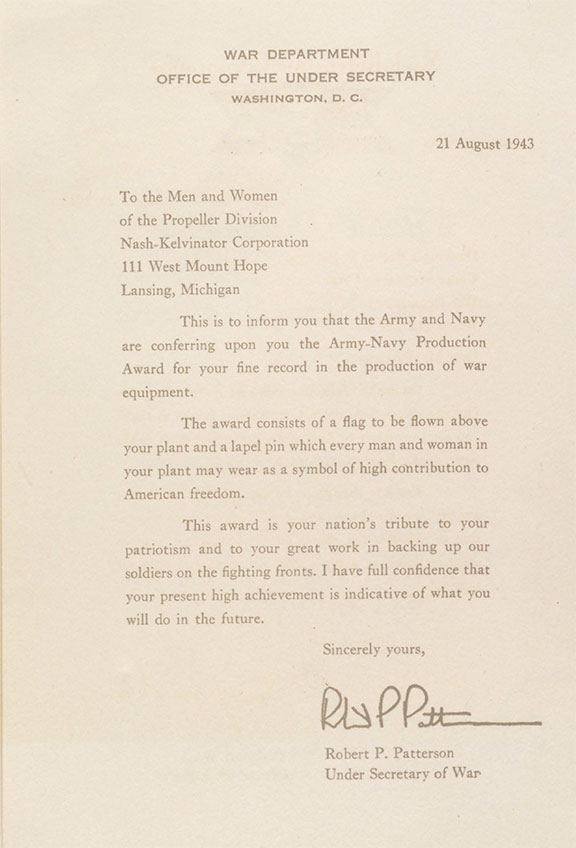 WAR DEPARTMENT
OFFICE OF THE UNDER SECRETARY
WASHINGTON, D. C.
21 August 1943
To the Men and Women
of the Propeller Division
Nash-Kelvinator Corporation
111 West Mount Hope
Lansing, Michigan
This is to inform you that the Army and Navy
are conferring upon you the Army-Navy Production
Award for your fine record in the production of war
equipment.
The award consists of a flag to be flown above
your plant and a lapel pin which every man and woman in
your plant may wear as a symbol of high contribution to
American freedom.
This award is your nation's tribute to your
patriotism and to your great work in backing up our
soldiers on the fighting fronts. I have full confidence that
your present high achievement is indicative of what you
will do in the future.
Sincerely yours,
Robt P Patt
Robert P. Patterson
Under Secretary of War